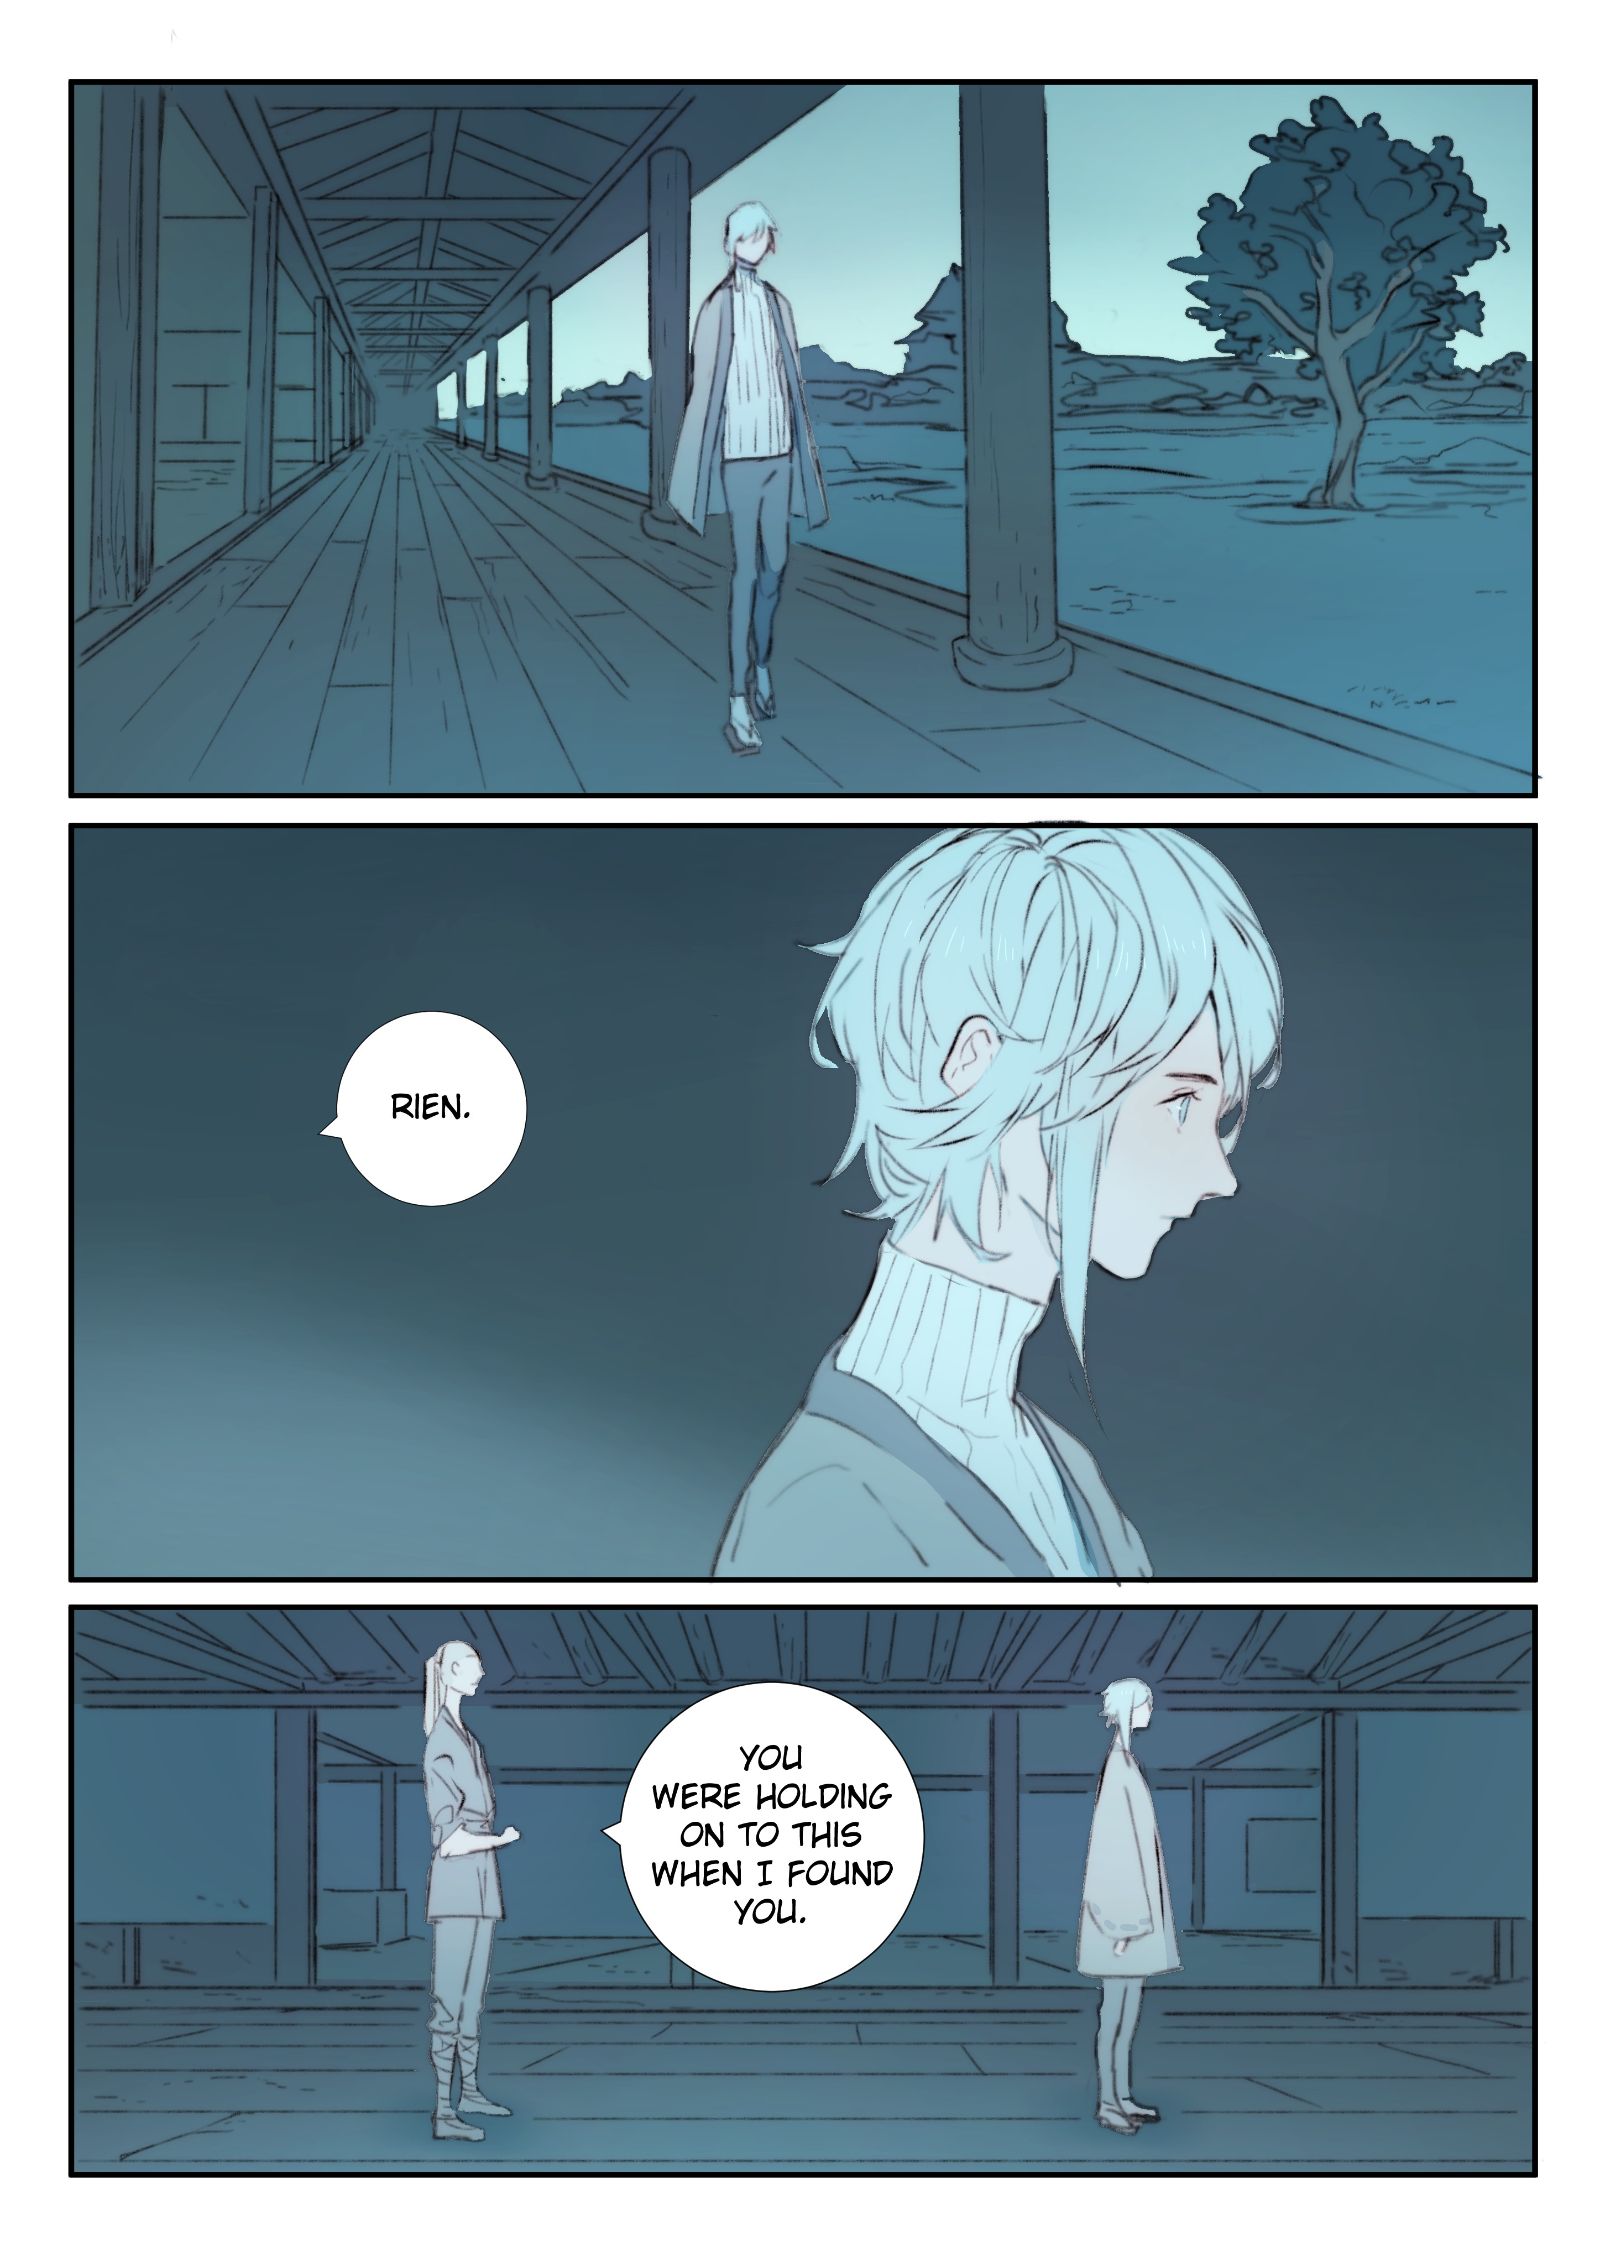 RIEN.
YOU
WERE HOLDING
ON TO THIS
WHEN I FOUND
YOU.